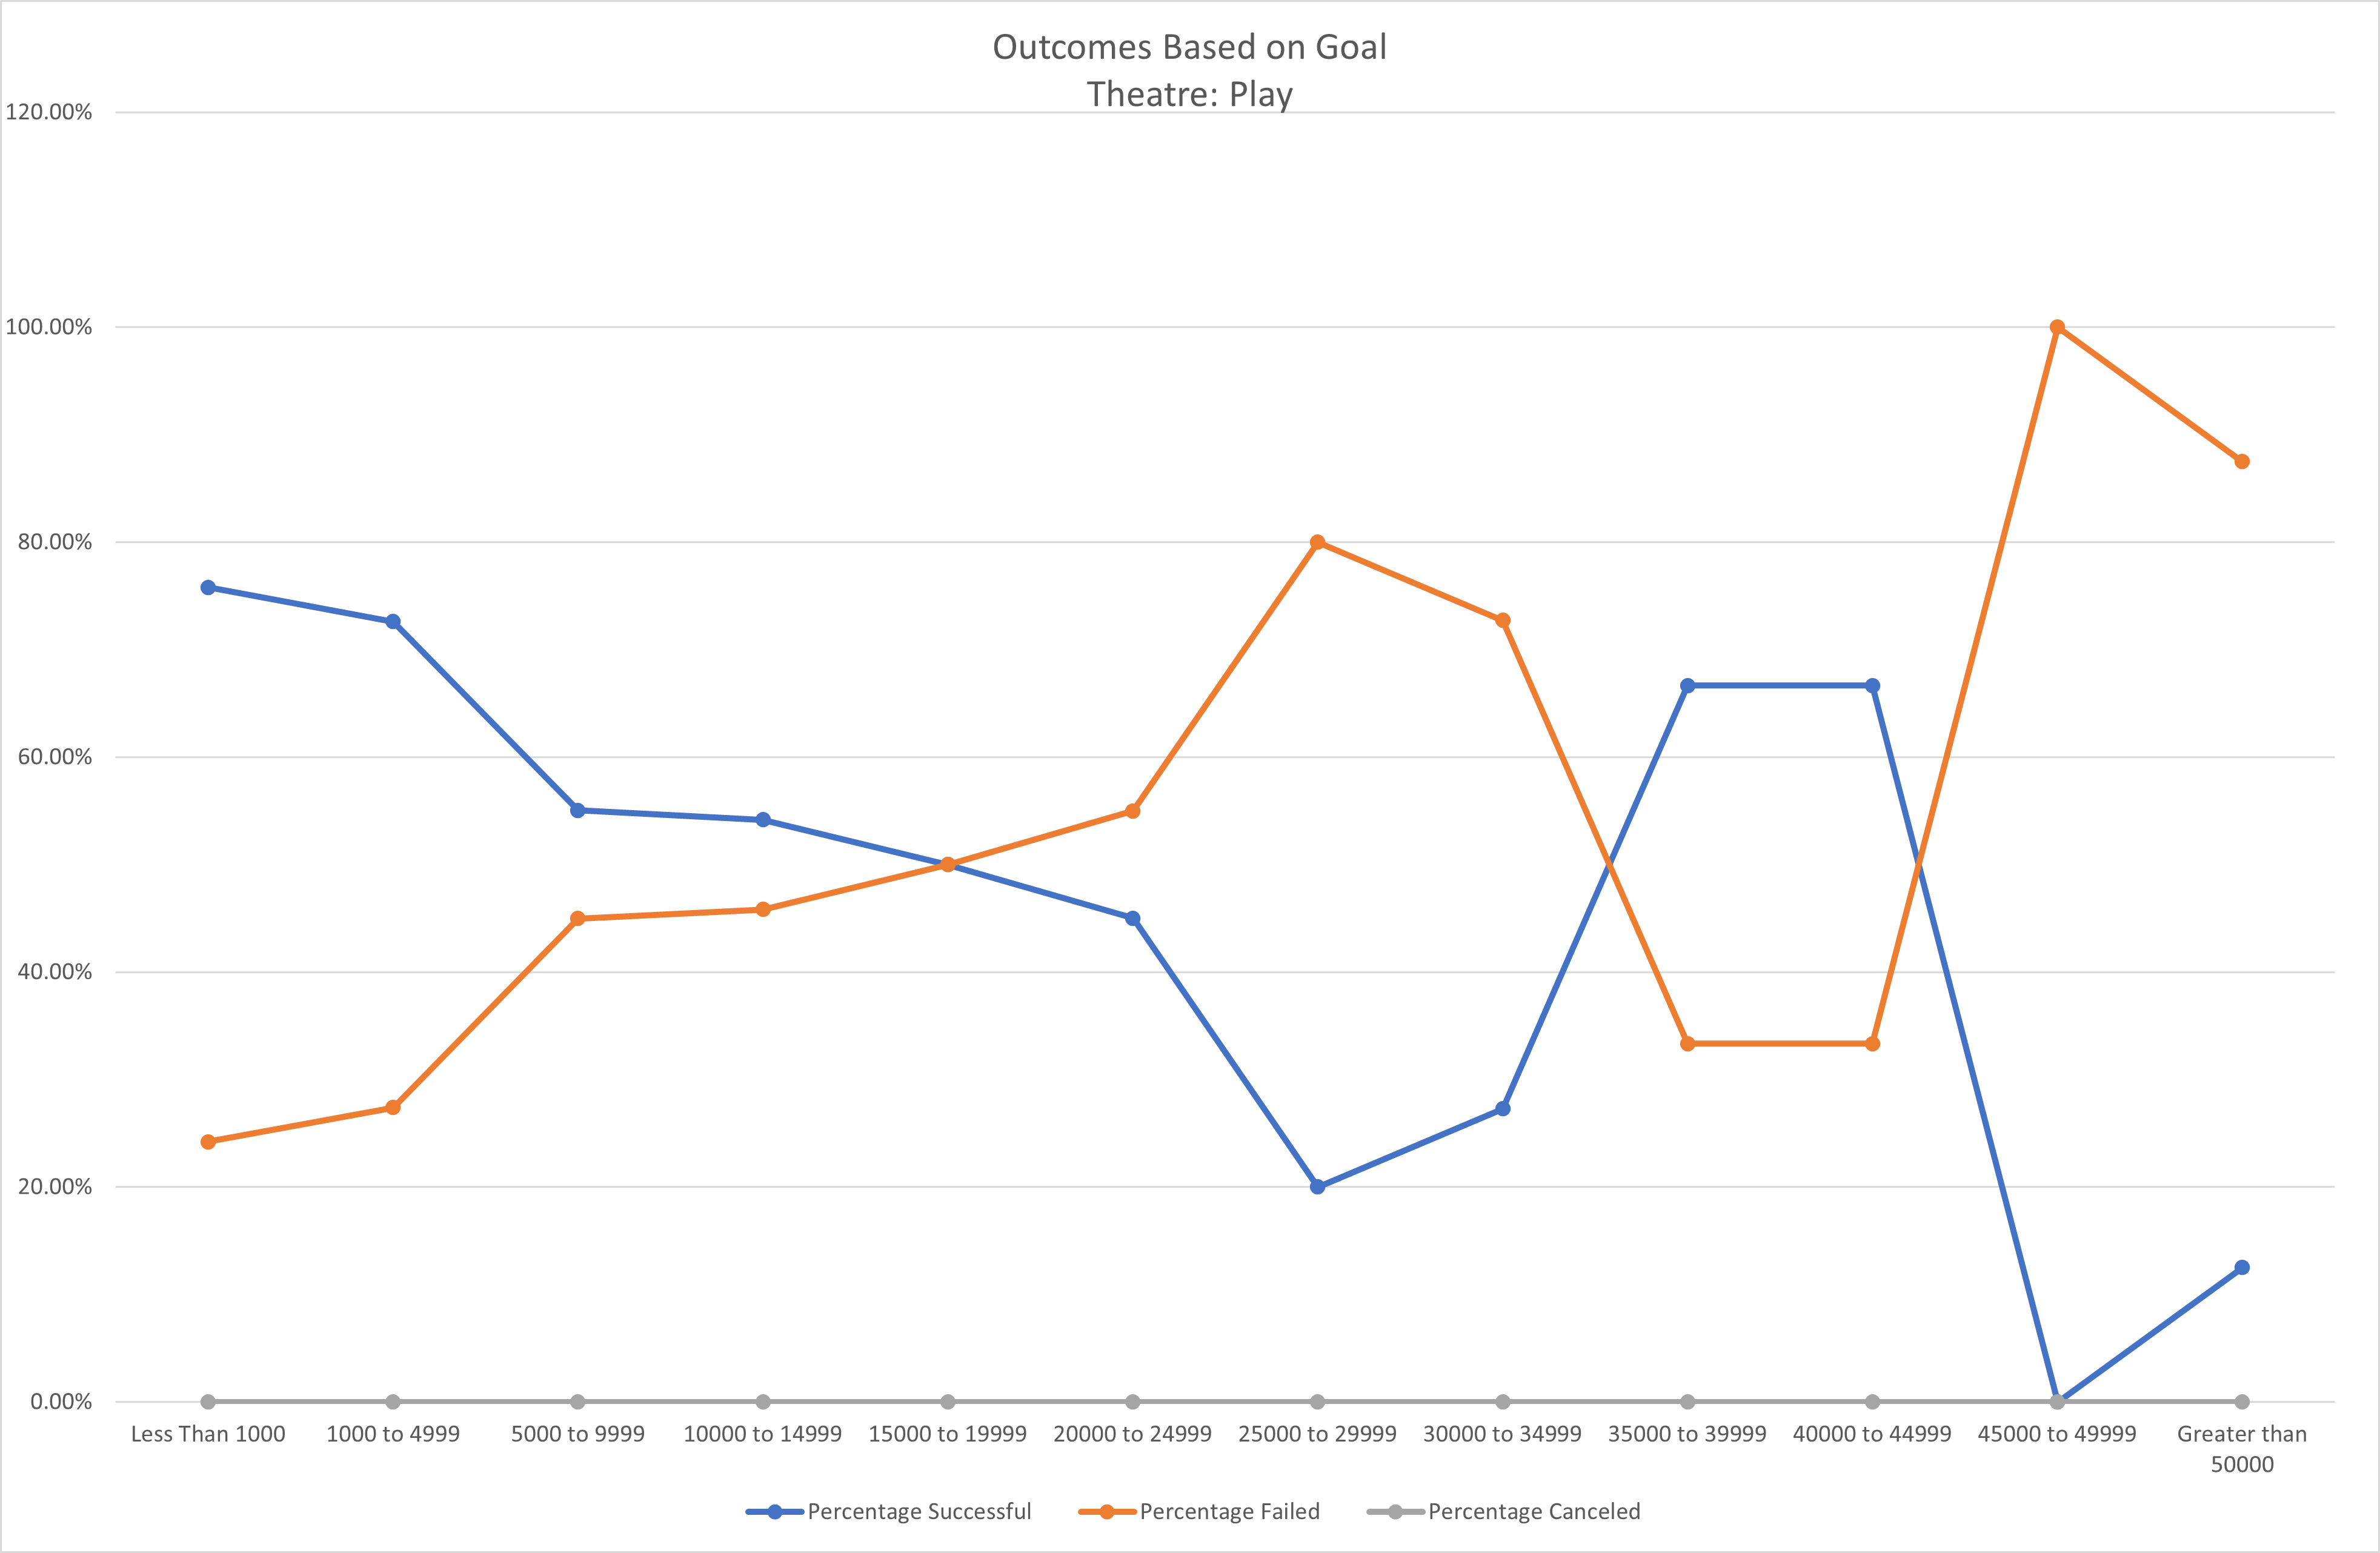 Outcomes Based on Goal
Theatre: Play
120.00%
100.00%
80.00%
60.00%
40.00%
20.00%
0.00%
Less Than 1000
1000 to 4999
5000 to 9999
10000 to 14999
15000 to 19999
20000 to 24999
25000 to 29999
30000 to 34999
35000 to 39999
40000 to 44999
45000 to 49999
Greater than
50000
Percentage Successful
Percentage Failed
Percentage Canceled